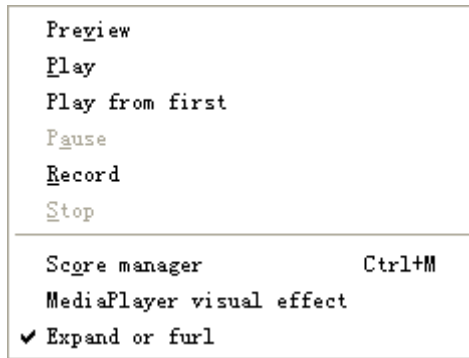 Preview
Play
Play from first
Pause
Record
Stop
Score manager Ctrl+M
MediaPlayer visual effect
Expand or furl